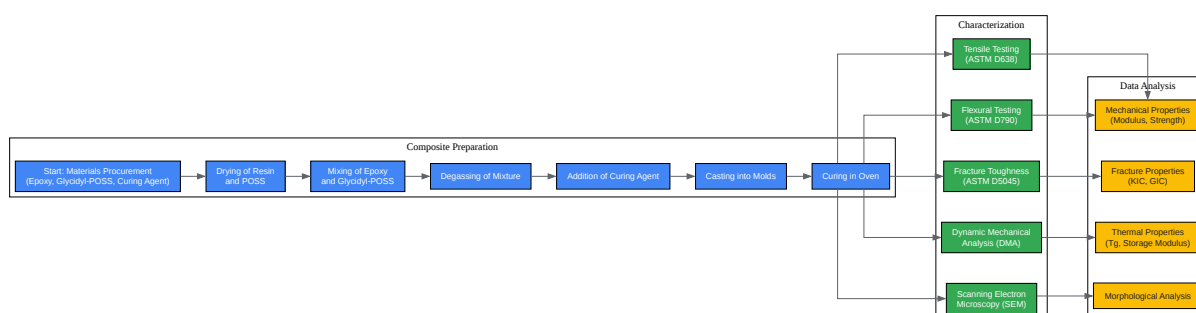 Characterization
Tensile Testing
(ASTM D638)
Data Analysis
Flexural Testing
(ASTM D790)
Mechanical Properties
(Modulus, Strength)
Composite Preparation
Start: Materials Procurement
(Epoxy, Glycidyl-POSS, Curing Agent)
Drying of Resin
and POSS
Mixing of Epoxy
and Glycidyl-POSS
Degassing of Mixture
Addition of Curing Agent
Casting into Molds
Curing in Oven
Fracture Toughness
(ASTM D5045)
Fracture Properties
(KIC, GIC)
Dynamic Mechanical
Analysis (DMA)
Thermal Properties
(Tg, Storage Modulus)
Scanning Electron
Microscopy (SEM)
Morphological Analysis